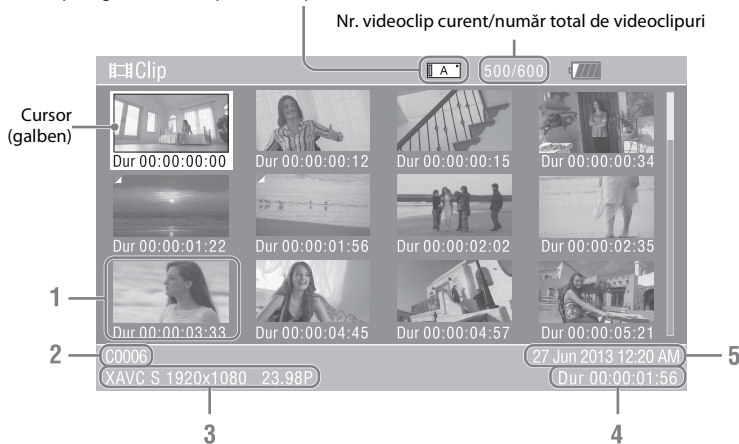 Nr. videoclip curent/număr total de videoclipuri
Clip
A
500/600
Cursor
(galben)
Dur 00:00:00:00
Dur 00:00:00:12
Dur 00:00:00:15
Dur 00:00:00:34
Dur 00:00:01:22
Dur 00:00:01:56
Dur 00:00:02:02
Dur 00:00:02:35
1
Dur 00:00:03:33
Dur 00:00:04:45
Dur 00:00:04:57
Dur 00:00:05:21
2
C0006
27 Jun 2013 12:20 AM
5
XAVC S 1920x1080 23.98P
Dur 00:00:01:56
3
4